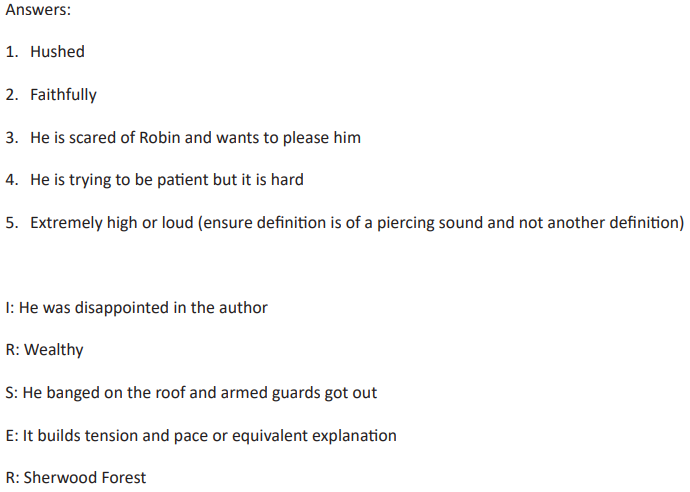 Answers:
1. Hushed
2. Faithfully
3. He is scared of Robin and wants to please him
4. He is trying to be patient but it is hard
5. Extremely high or loud (ensure definition is of a piercing sound and not another definition)
I: He was disappointed in the author
R: Wealthy
S: He banged on the roof and armed guards got out
E: It builds tension and pace or equivalent explanation
R: Sherwood Forest